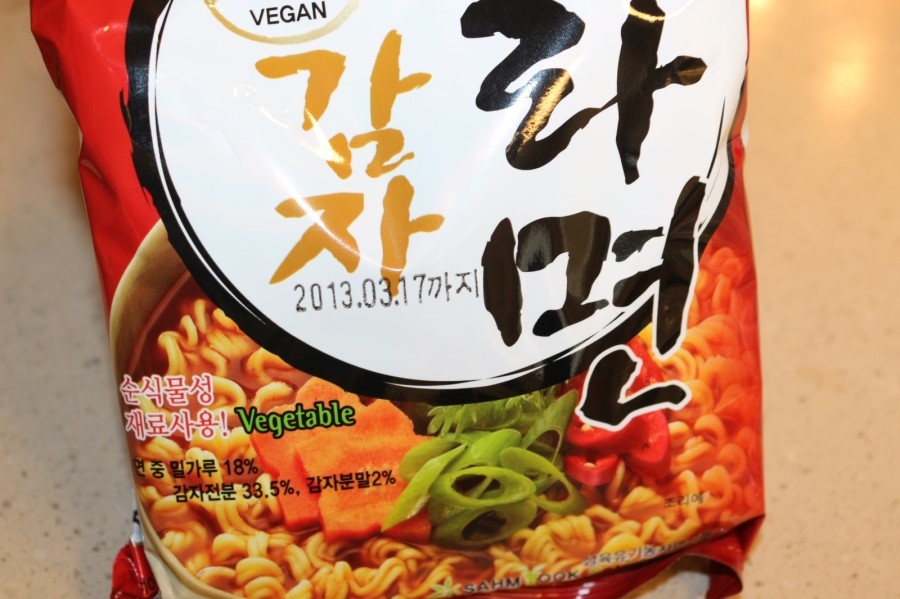 VEGAN
감자
라면
2013.03.17까지
순식물성
재료사용! Vegetable
면 중 밀가루 18%
감자전분 33.5%, 감자분말2%
조리예
SAHMYOOK